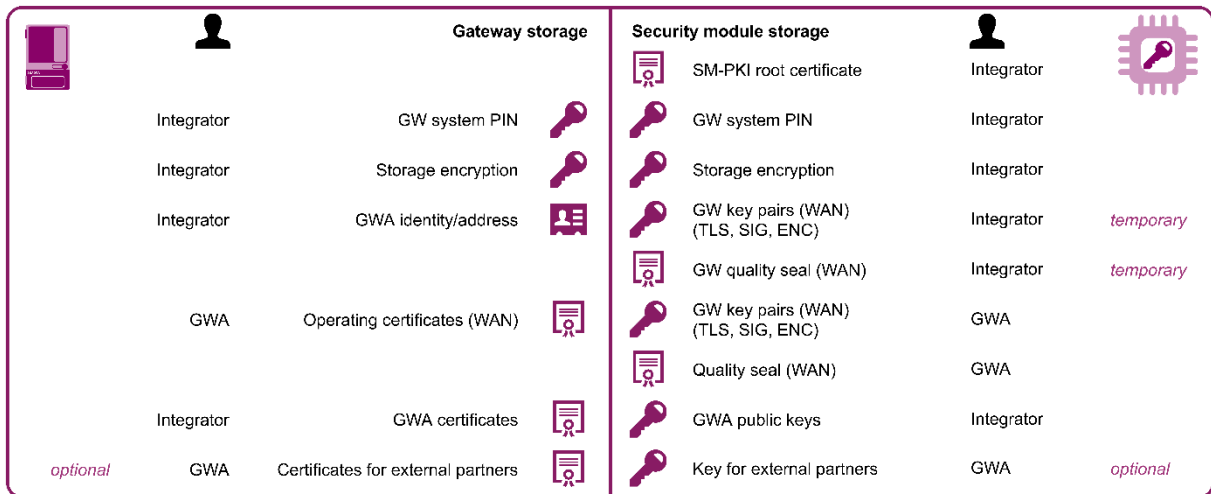 Gateway storage
Security module storage
SM-PKI root certificate Integrator
Integrator GW system PIN
GW system PIN Integrator
Integrator Storage encryption
Storage encryption Integrator
Integrator GWA identity/address
GW key pairs (WAN)
(TLS, SIG, ENC)
Integrator temporary
GW quality seal (WAN) Integrator temporary
GWA Operating certificates (WAN)
GW key pairs (WAN)
(TLS, SIG, ENC)
GWA
Quality seal (WAN) GWA
Integrator GWA certificates
GWA public keys Integrator
optional GWA Certificates for external partners
Key for external partners GWA optional